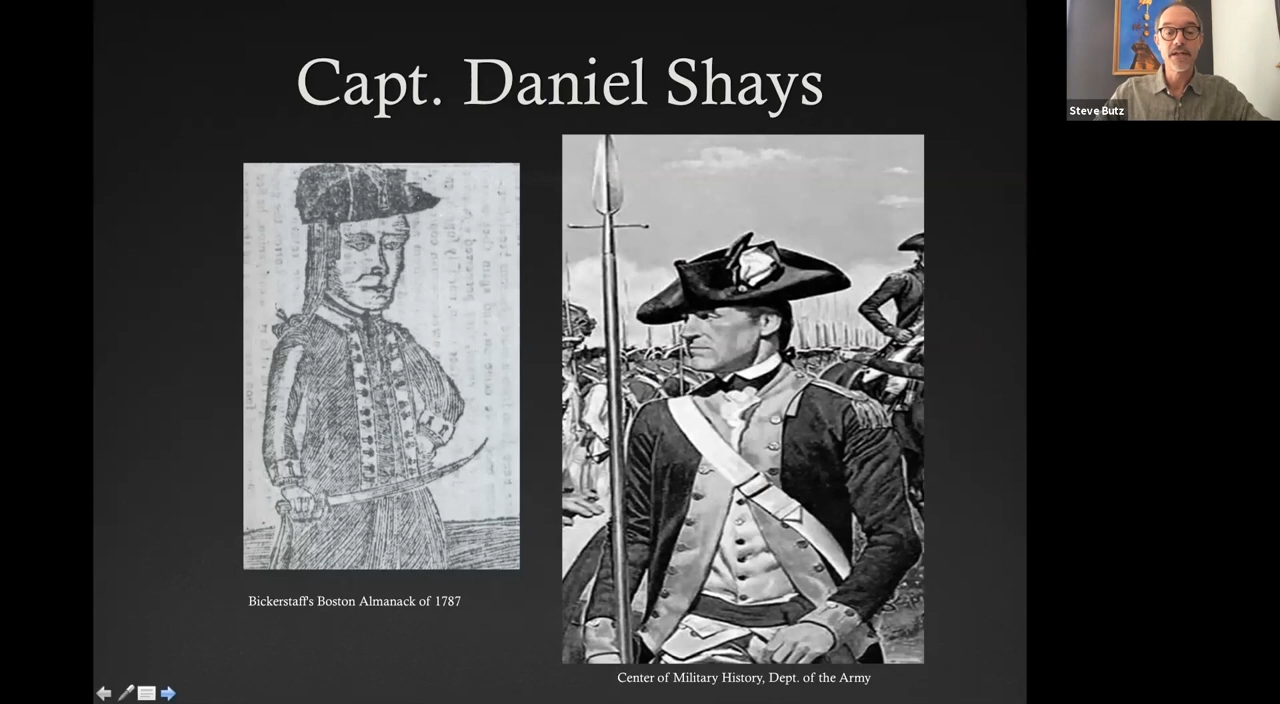 Capt. Daniel Shays
Steve Butz
Bickerstaff's Boston Almanack of 1787
Center of Military History, Dept. of the Army